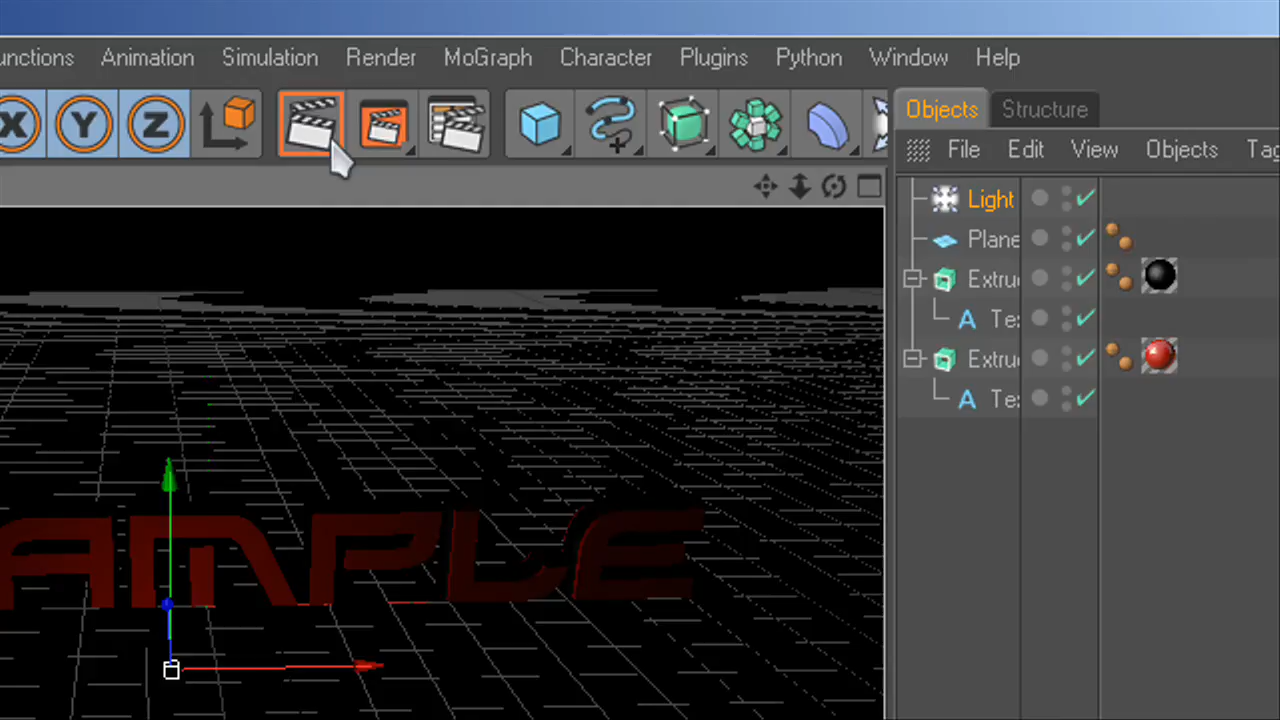 unctions Animation Simulation Render MoGraph Character Plugins Python Window Help
X Y Z
Objects Structure
File Edit View Objects Tag
Light
Plane
Extru
A Te
Extru
A Te
AMPLE